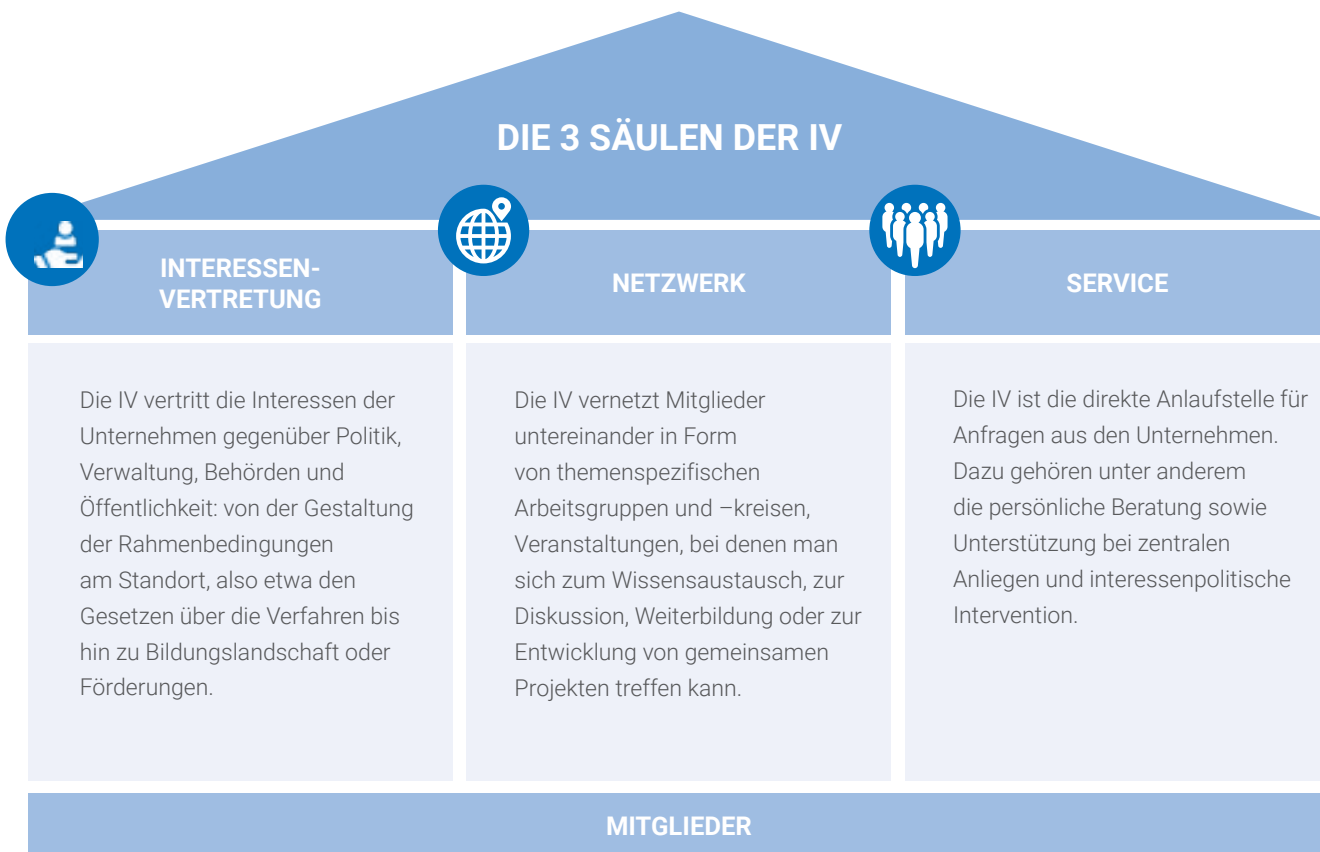 DIE 3 SÄULEN DER IV
INTERESSEN-
VERTRETUNG
Die IV vertritt die Interessen der
Unternehmen gegenüber Politik,
Verwaltung, Behörden und
Öffentlichkeit: von der Gestaltung
der Rahmenbedingungen
am Standort, also etwa den
Gesetzen über die Verfahren bis
hin zu Bildungslandschaft oder
Förderungen.
NETZWERK
Die IV vernetzt Mitglieder
untereinander in Form
von themenspezifischen
Arbeitsgruppen und –kreisen,
Veranstaltungen, bei denen man
sich zum Wissensaustausch, zur
Diskussion, Weiterbildung oder zur
Entwicklung von gemeinsamen
Projekten treffen kann.
SERVICE
Die IV ist die direkte Anlaufstelle für
Anfragen aus den Unternehmen.
Dazu gehören unter anderem
die persönliche Beratung sowie
Unterstützung bei zentralen
Anliegen und interessenpolitische
Intervention.
MITGLIEDER